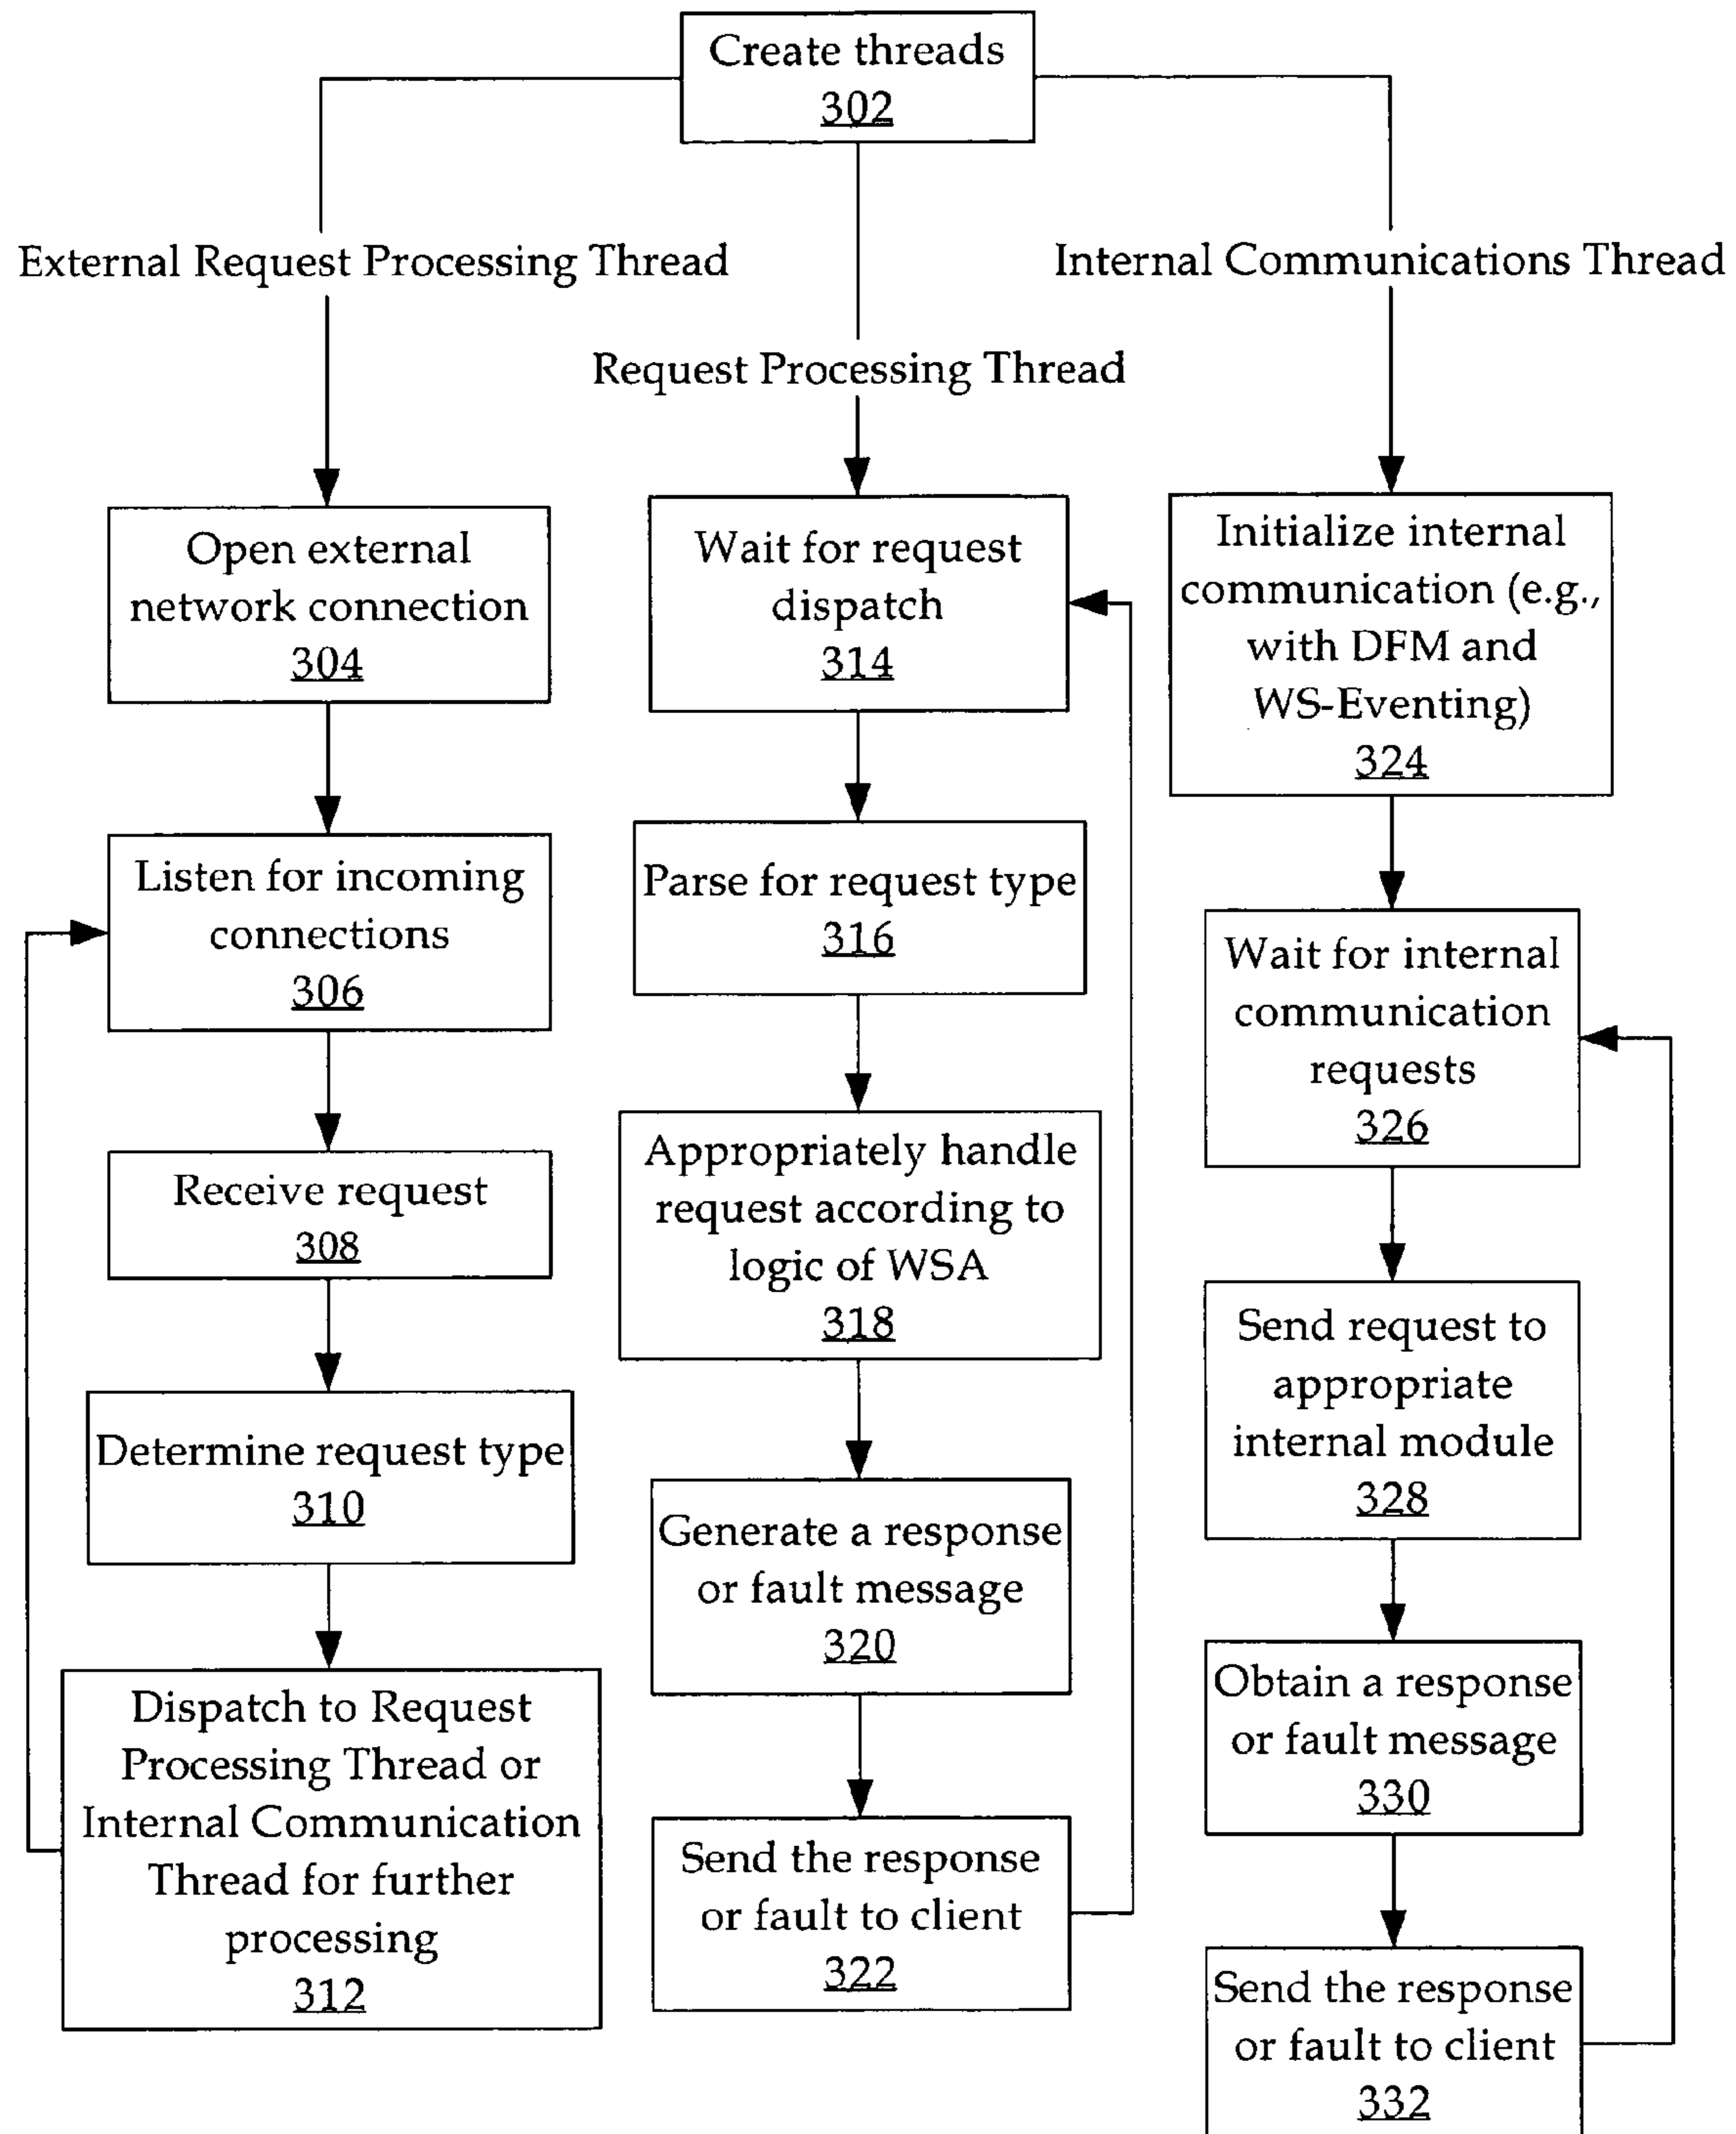 Create threads
302
External Request Processing Thread
Request Processing Thread
Internal Communications Thread
Open external
network connection
304
Listen for incoming
connections
306
Receive request
308
Determine request type
310
Dispatch to Request
Processing Thread or
Internal Communication
Thread for further
processing
312
Wait for request
dispatch
314
Parse for request type
316
Appropriately handle
request according to
logic of WSA
318
Generate a response
or fault message
320
Send the response
or fault to client
322
Initialize internal
communication (e.g.,
with DFM and
WS-Eventing)
324
Wait for internal
communication
requests
326
Send request to
appropriate
internal module
328
Obtain a response
or fault message
330
Send the response
or fault to client
332